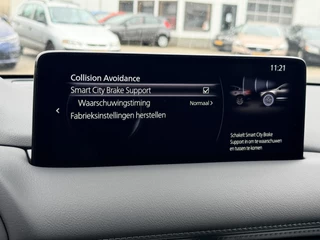 11:21
Collision Avoidance
Smart City Brake Support
Waarschuwingstiming Normaal
Fabrieksinstellingen herstellen
Schakelt Smart City Brake
Support in om te waarschuwen
en tussen te komen